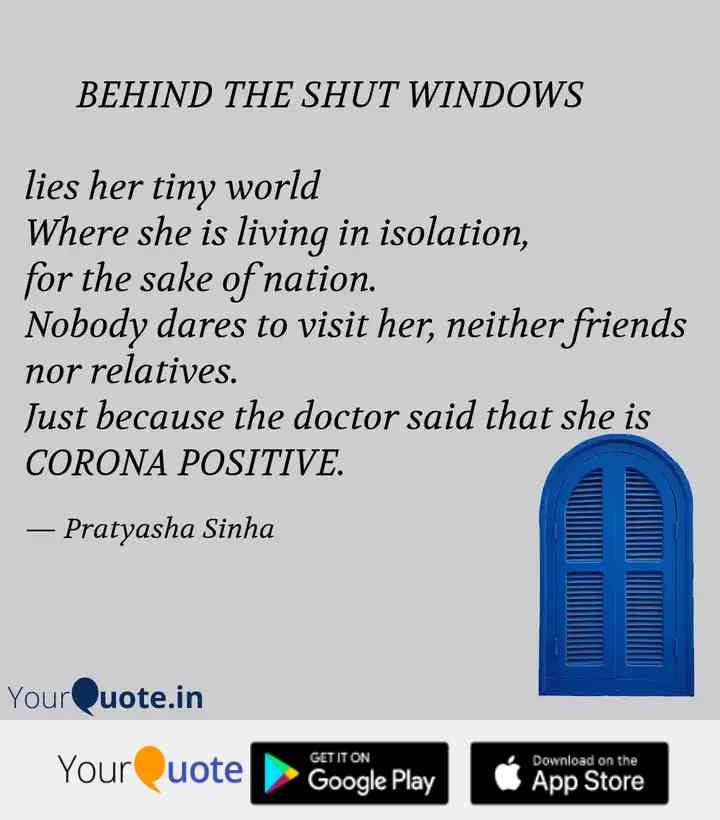 BEHIND THE SHUT WINDOWS
lies her tiny world
Where she is living in isolation,
for the sake of nation.
Nobody dares to visit her, neither friends
nor relatives.
Just because the doctor said that she is
CORONA POSITIVE.
— Pratyasha Sinha
YourQuote.in
YourQuote
GET IT ON
Google Play
Download on the
App Store